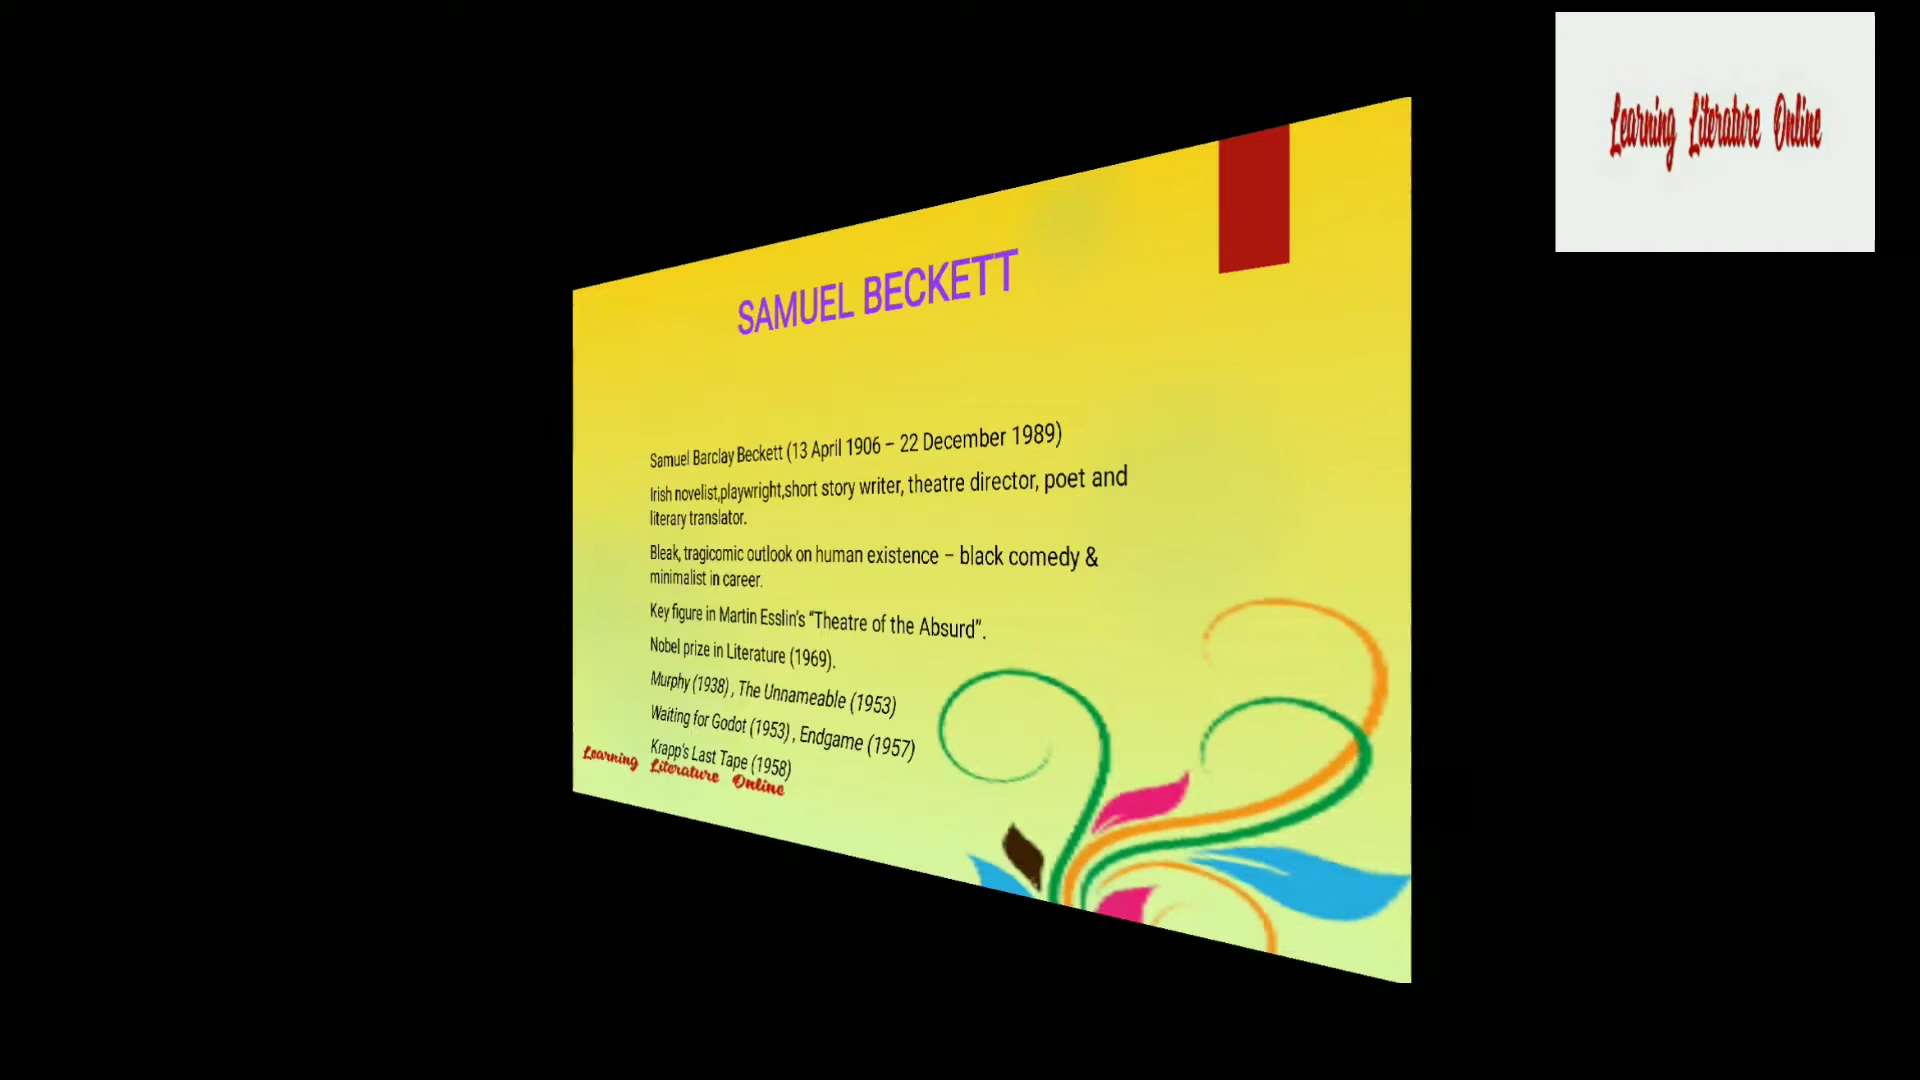 Learning Literature Online
SAMUEL BECKETT
Samuel Barclay Beckett (13 April 1906 – 22 December 1989)
Irish novelist,playwright,short story writer, theatre director, poet and
literary translator.
Bleak, tragicomic outlook on human existence – black comedy &
minimalist in career.
Key figure in Martin Esslin's “Theatre of the Absurd”.
Nobel prize in Literature (1969).
Murphy (1938) , The Unnameable (1953)
Waiting for Godot (1953) , Endgame (1957)
Krapp's Last Tape (1958)
Learning Literature Online